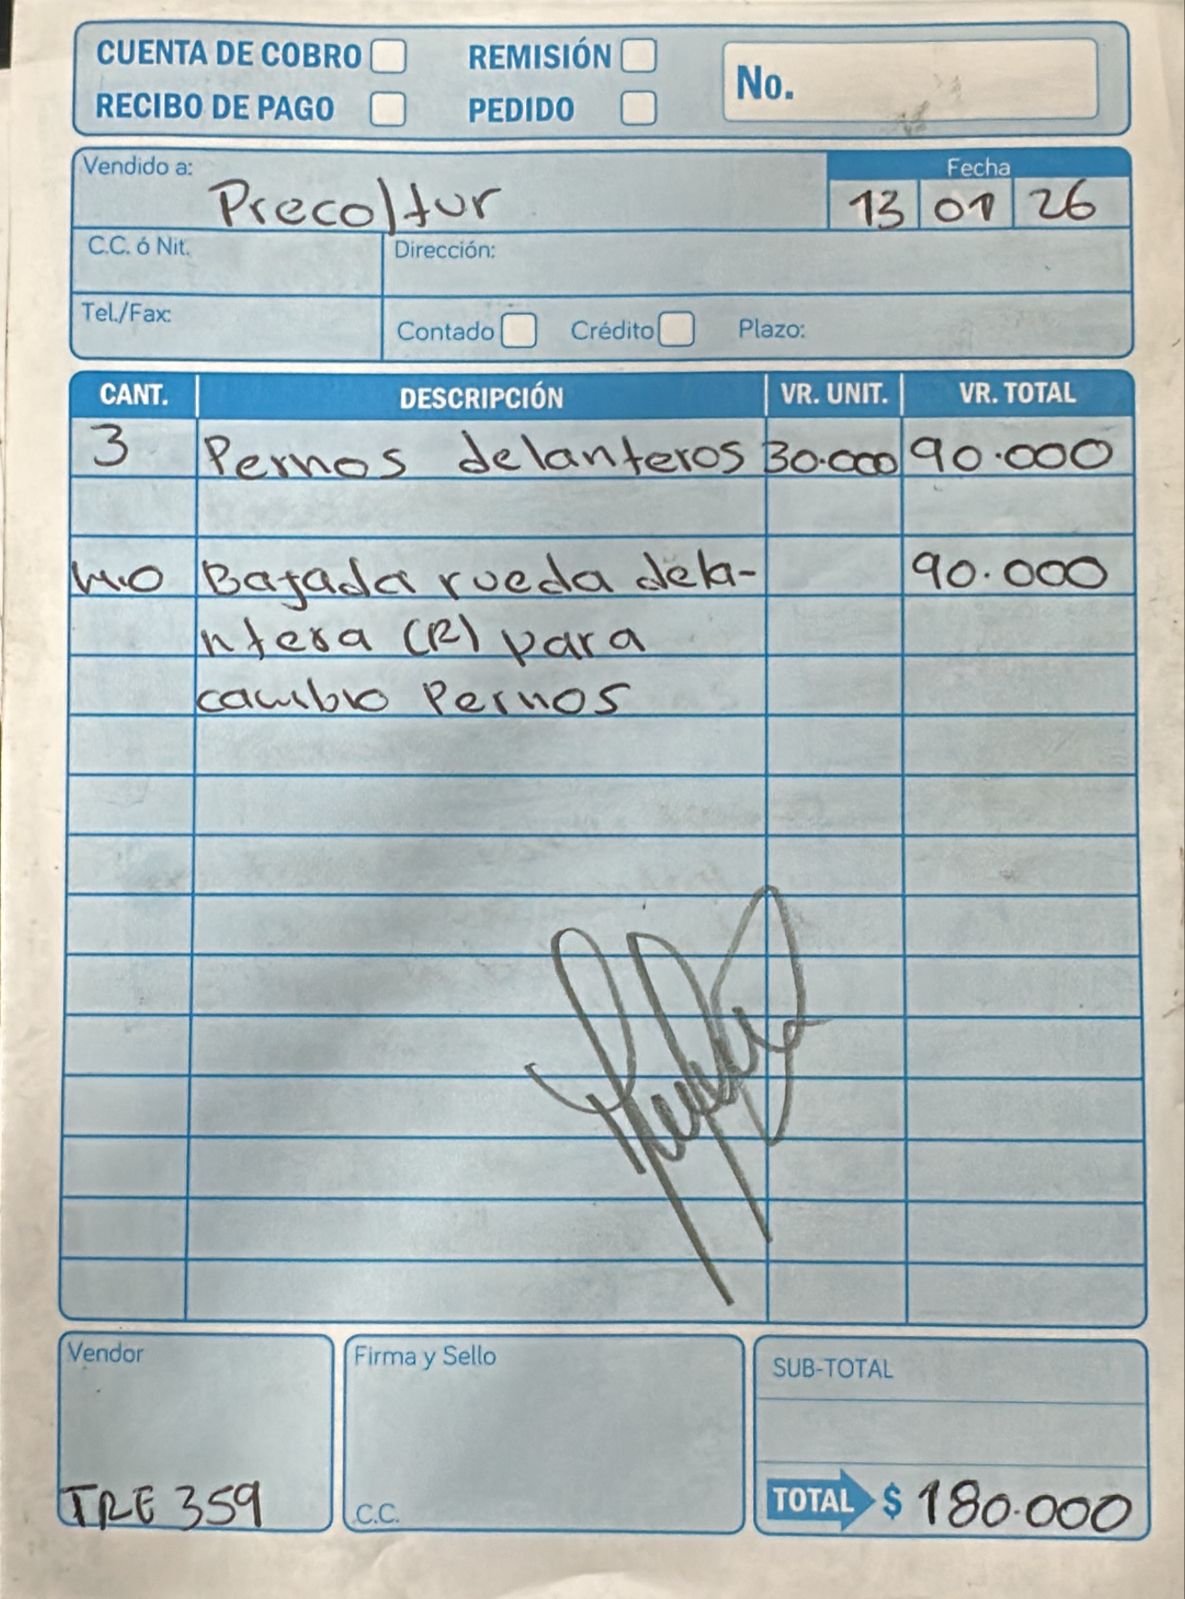 CUENTA DE COBRO REMISIÓN
No.
RECIBO DE PAGO PEDIDO
Vendido a: Precoltur
Fecha
13 01 26
C.C. ó Nit. Dirección:
Tel./Fax: Contado Crédito Plazo:
CANT. DESCRIPCIÓN VR. UNIT. VR. TOTAL
3 Pernos delanteros 30.000 90.000
M.O Bajada rueda dela- 90.000
ntera (R) para
cambio Pernos
Vendor Firma y Sello SUB-TOTAL
TRE 359 C.C. TOTAL $ 180.000